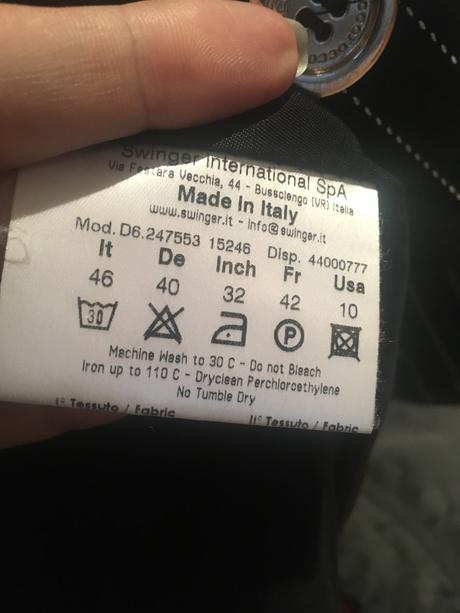 Swinger International SpA
Via Festara Vecchia, 44 - Bussolengo (VR) Italia
Made in Italy
www.swinger.it - info@swinger.it
Mod. D6.247553 15246 Disp. 44000777
It De Inch Fr Usa
46 40 32 42 10
30 P
Machine Wash to 30 C - Do not Bleach
Iron up to 110 C - Dryclean Perchloroethylene
No Tumble Dry
I° Tessuto / Fabric II° Tessuto / Fabric